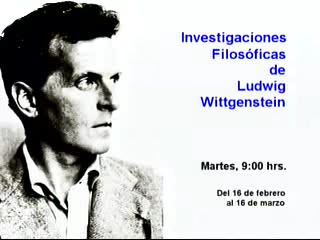 Investigaciones
Filosóficas
de
Ludwig
Wittgenstein
Martes, 9:00 hrs.
Del 16 de febrero
al 16 de marzo